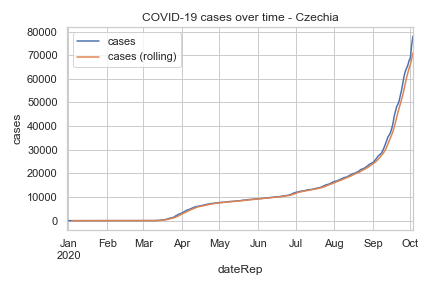 COVID-19 cases over time - Czechia
cases
cases (rolling)
80000
70000
60000
50000
40000
30000
20000
10000
0
cases
Jan Feb Mar Apr May Jun Jul Aug Sep Oct
2020
dateRep